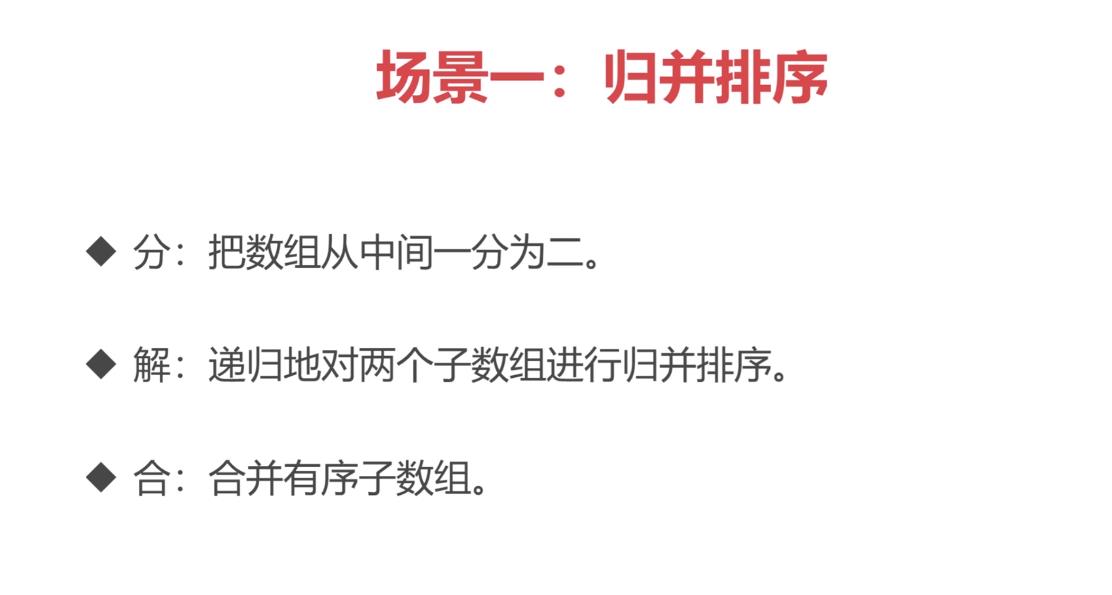 场景一：归并排序
◆ 分：把数组从中间一分为二。
◆ 解：递归地对两个子数组进行归并排序。
◆ 合：合并有序子数组。